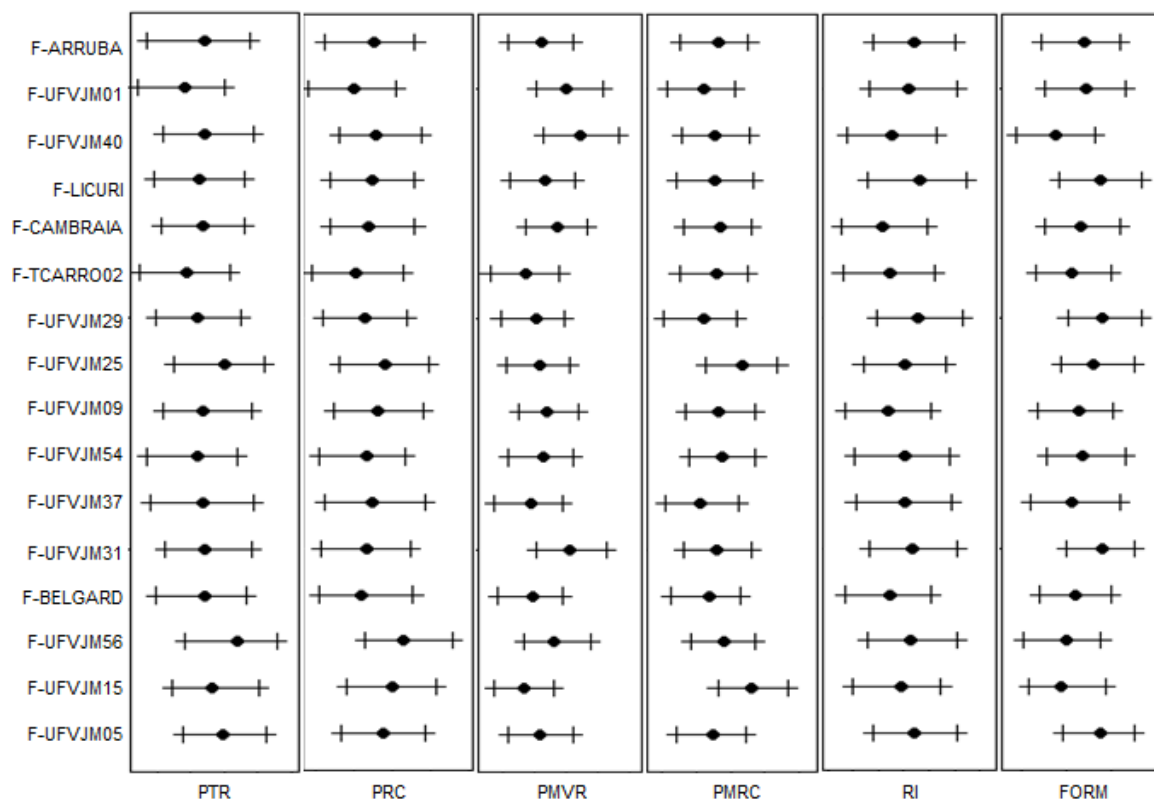 F-ARRUBA
F-UFVJM01
F-UFVJM40
F-LICURI
F-CAMBRAIA
F-TCARRO02
F-UFVJM29
F-UFVJM25
F-UFVJM09
F-UFVJM54
F-UFVJM37
F-UFVJM31
F-BELGARD
F-UFVJM56
F-UFVJM15
F-UFVJM05
PTR PRC PMVR PMRC RI FORM